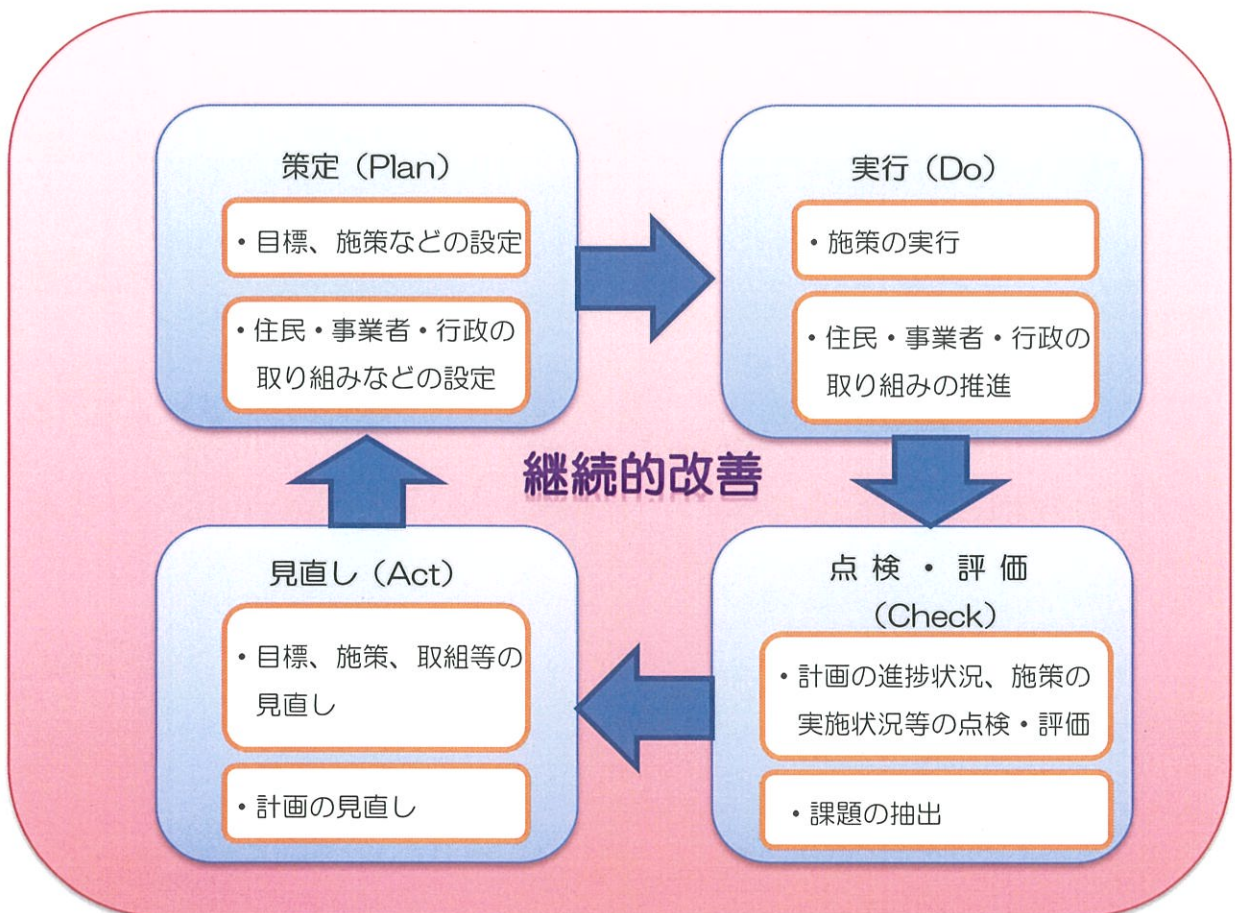 策定（Plan）
・目標、施策などの設定
・住民・事業者・行政の
取り組みなどの設定
実行（Do）
・施策の実行
・住民・事業者・行政の
取り組みの推進
継続的改善
見直し（Act）
・目標、施策、取組等の
見直し
・計画の見直し
点検・評価
（Check）
・計画の進捗状況、施策の
実施状況等の点検・評価
・課題の抽出